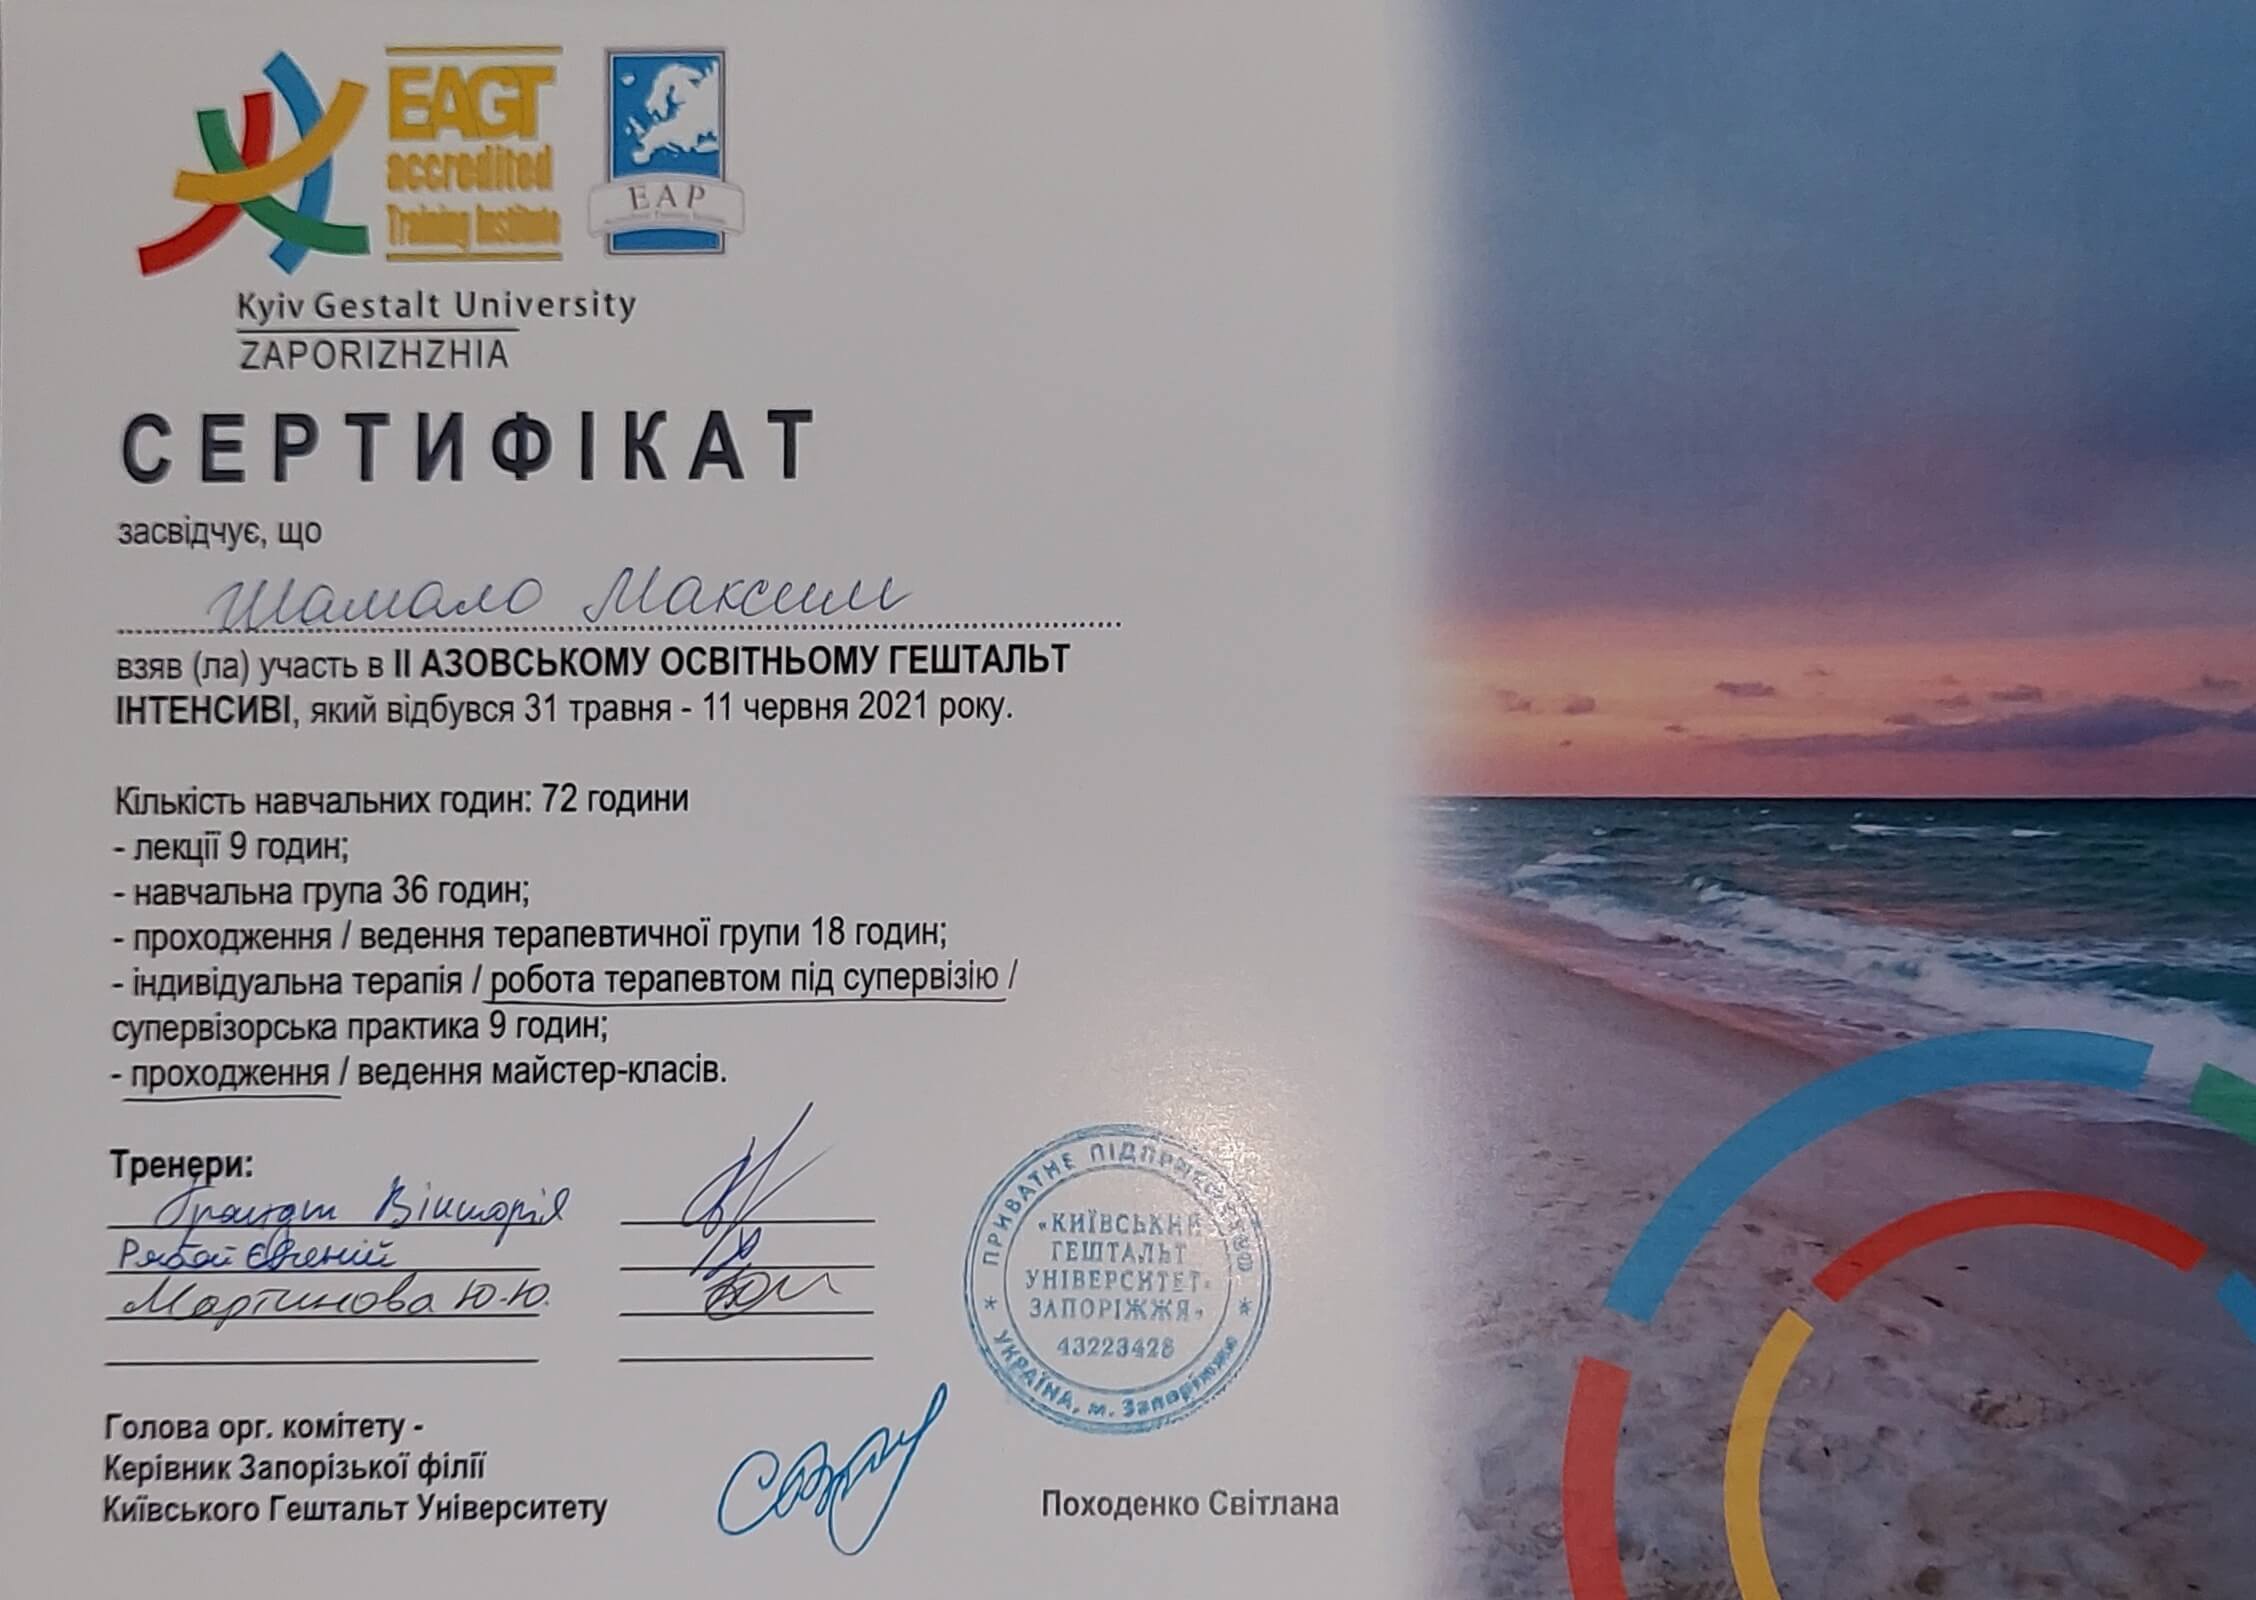 EAGT
accredited
Training Institute
EAP
Kyiv Gestalt University
ZAPORIZHZHIA
СЕРТИФІКАТ
засвідчує, що
Шамало Максим
взяв (ла) участь в ІІ АЗОВСЬКОМУ ОСВІТНЬОМУ ГЕШТАЛЬТ
ІНТЕНСИВІ, який відбувся 31 травня - 11 червня 2021 року.
Кількість навчальних годин: 72 години
- лекції 9 годин;
- навчальна група 36 годин;
- проходження / ведення терапевтичної групи 18 годин;
- індивідуальна терапія / робота терапевтом під супервізію /
супервізорська практика 9 годин;
- проходження / ведення майстер-класів.
Тренери:
Вікторія
Рябой Євгеній
Мартинова Ю.Ю.
ПРИВАТНЕ ПІДПРИЄМСТВО
«КИЇВСЬКИЙ
ГЕШТАЛЬТ
УНІВЕРСИТЕТ-
ЗАПОРІЖЖЯ»
43223428
УКРАЇНА, м. Запоріжжя
Голова орг. комітету -
Керівник Запорізької філії
Київського Гештальт Університету
Походенко Світлана